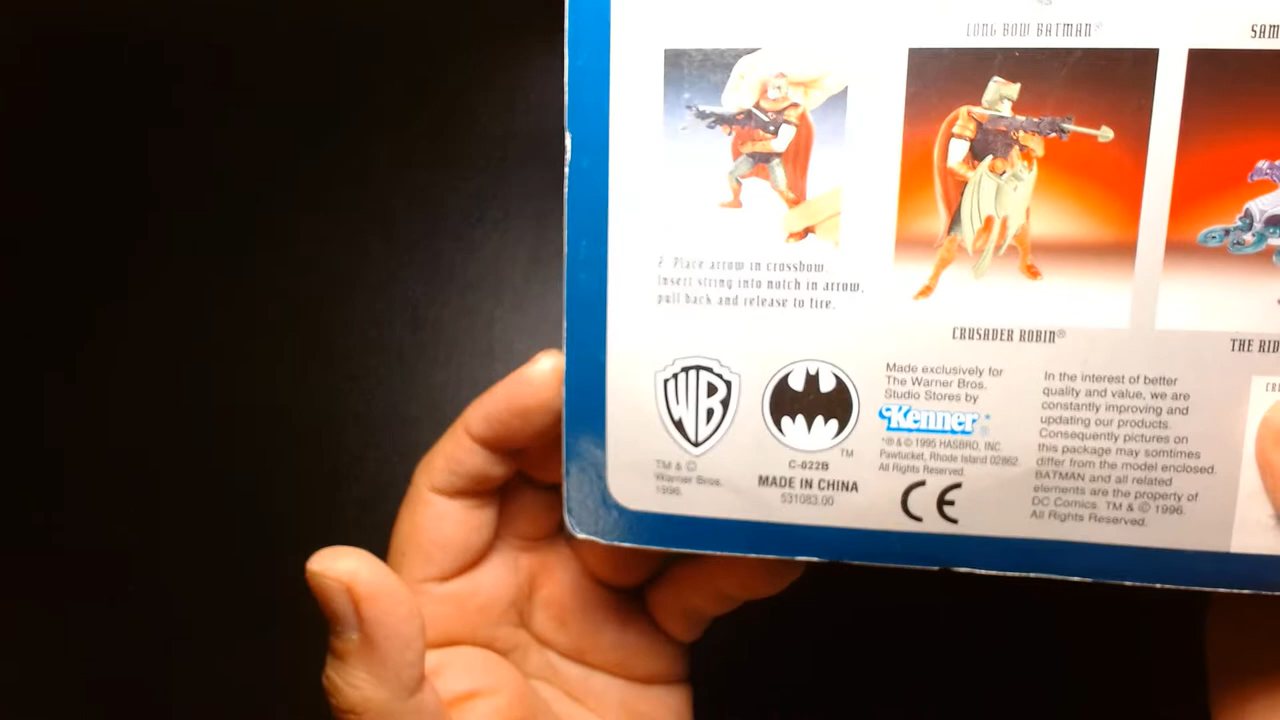 LONG BOW BATMAN®
SAM
2. Place arrow in crossbow.
Insert string into notch in arrow,
pull back and release to fire.
CRUSADER ROBIN®
THE RID
WB
TM & ©
Warner Bros.
1996.
TM
C-022B
MADE IN CHINA
531083.00
Made exclusively for
The Warner Bros.
Studio Stores by
Kenner®
*® & © 1995 HASBRO, INC.
Pawtucket, Rhode Island 02862
All Rights Reserved.
CE
In the interest of better
quality and value, we are
constantly improving and
updating our products.
Consequently pictures on
this package may somtimes
differ from the model enclosed.
BATMAN and all related
elements are the property of
DC Comics. TM & © 1996.
All Rights Reserved.